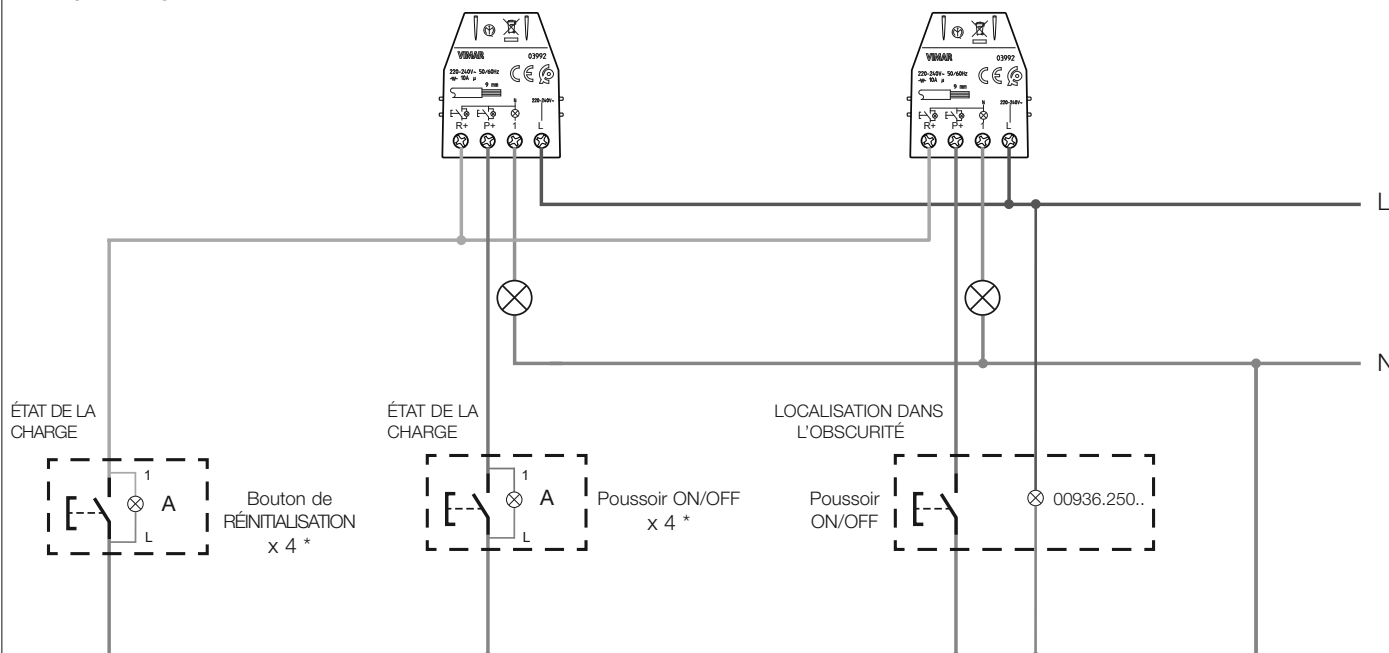 VIMAR 03992
220-240V~ 50/60Hz
10A µ
9 mm
N
220-240V~
R+ P+ 1 L
VIMAR 03992
220-240V~ 50/60Hz
10A µ
9 mm
N
220-240V~
R+ P+ 1 L
L
N
ÉTAT DE LA
CHARGE
1
A
L
Bouton de
RÉINITIALISATION
x 4 *
ÉTAT DE LA
CHARGE
1
A
L
Poussoir ON/OFF
x 4 *
LOCALISATION DANS
L'OBSCURITÉ
Poussoir
ON/OFF
00936.250..